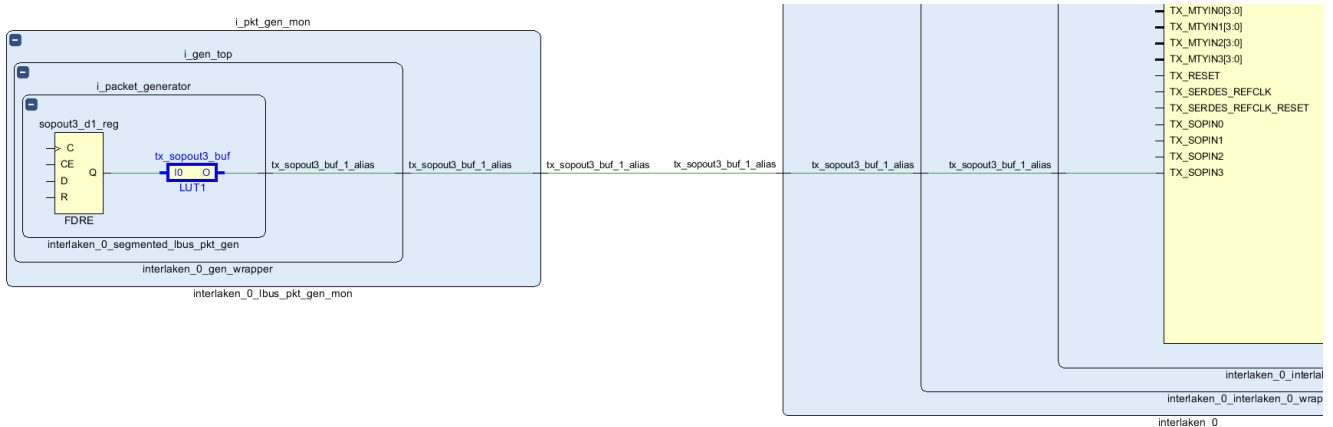 i_pkt_gen_mon
i_gen_top
i_packet_generator
sopout3_d1_reg
C
CE
D
R
Q
FDRE
tx_sopout3_buf
I0 O
LUT1
interlaken_0_segmented_lbus_pkt_gen
interlaken_0_gen_wrapper
interlaken_0_lbus_pkt_gen_mon
tx_sopout3_buf_1_alias
tx_sopout3_buf_1_alias
tx_sopout3_buf_1_alias
tx_sopout3_buf_1_alias
tx_sopout3_buf_1_alias
tx_sopout3_buf_1_alias
TX_MTYIN0[3:0]
TX_MTYIN1[3:0]
TX_MTYIN2[3:0]
TX_MTYIN3[3:0]
TX_RESET
TX_SERDES_REFCLK
TX_SERDES_REFCLK_RESET
TX_SOPIN0
TX_SOPIN1
TX_SOPIN2
TX_SOPIN3
interlaken_0_interlal
interlaken_0_interlaken_0_wrap
interlaken_0